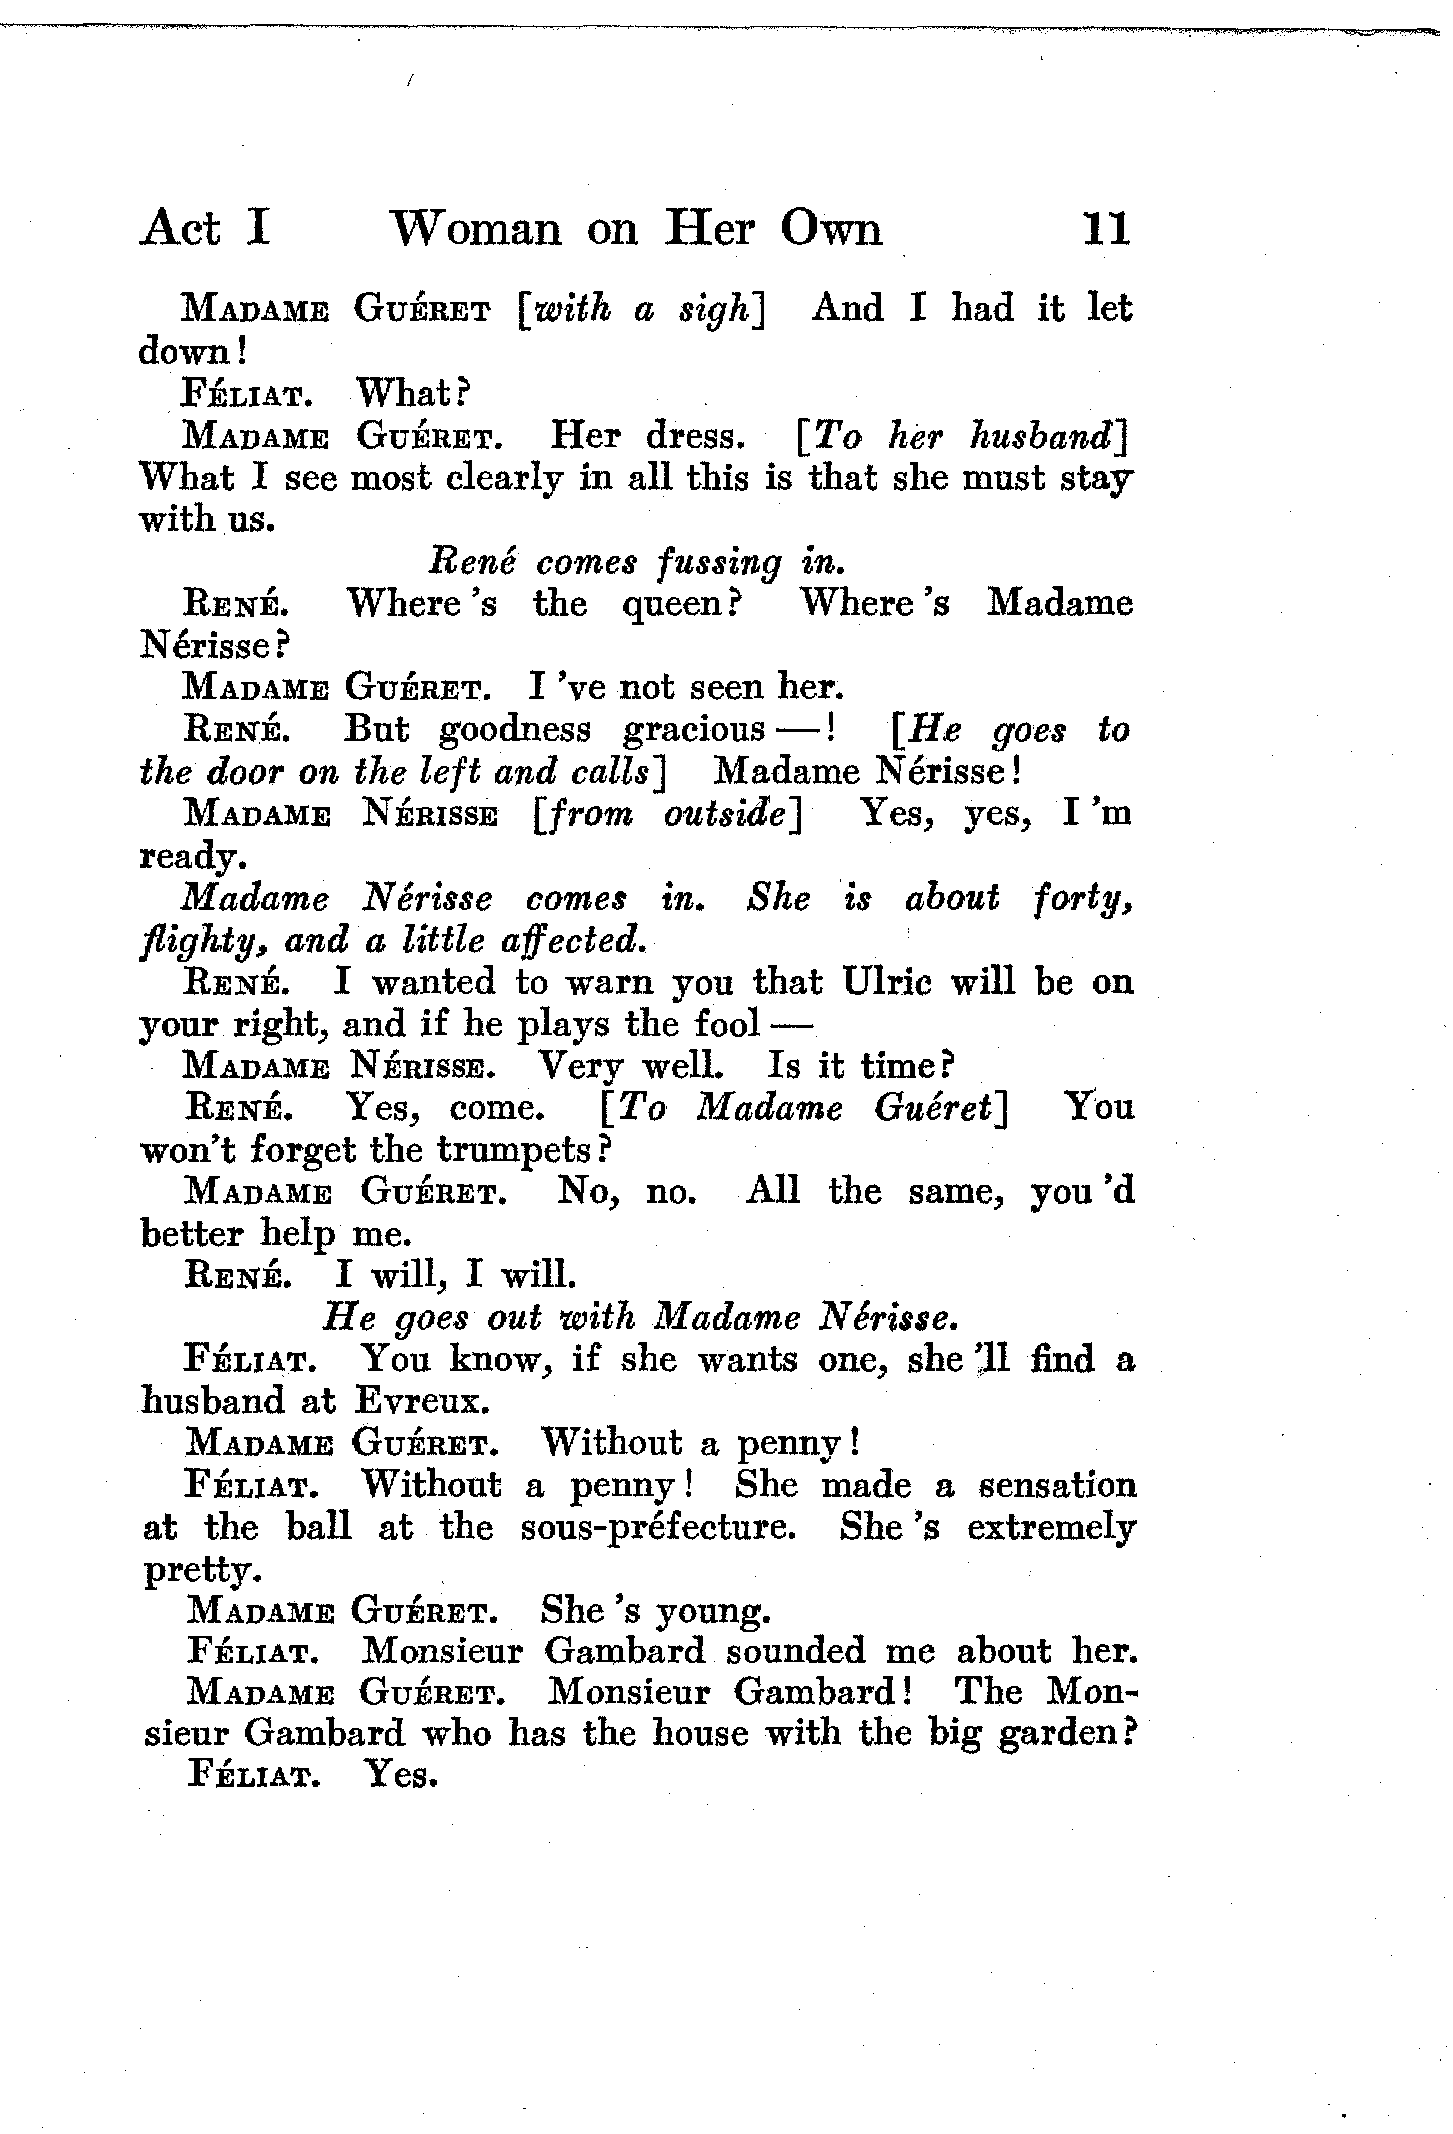 Act I Woman on Her Own 11
MADAME GUÉRET [with a sigh] And I had it let
down!
FÉLIAT. What?
MADAME GUÉRET. Her dress. [To her husband]
What I see most clearly in all this is that she must stay
with us.
René comes fussing in.
RENÉ. Where's the queen? Where's Madame
Nérisse?
MADAME GUÉRET. I've not seen her.
RENÉ. But goodness gracious—! [He goes to
the door on the left and calls] Madame Nérisse!
MADAME NÉRISSE [from outside] Yes, yes, I'm
ready.
Madame Nérisse comes in. She is about forty,
flighty, and a little affected.
RENÉ. I wanted to warn you that Ulric will be on
your right, and if he plays the fool—
MADAME NÉRISSE. Very well. Is it time?
RENÉ. Yes, come. [To Madame Guéret] You
won't forget the trumpets?
MADAME GUÉRET. No, no. All the same, you'd
better help me.
RENÉ. I will, I will.
He goes out with Madame Nérisse.
FÉLIAT. You know, if she wants one, she'll find a
husband at Evreux.
MADAME GUÉRET. Without a penny!
FÉLIAT. Without a penny! She made a sensation
at the ball at the sous-préfecture. She's extremely
pretty.
MADAME GUÉRET. She's young.
FÉLIAT. Monsieur Gambard sounded me about her.
MADAME GUÉRET. Monsieur Gambard! The Mon-
sieur Gambard who has the house with the big garden?
FÉLIAT. Yes.